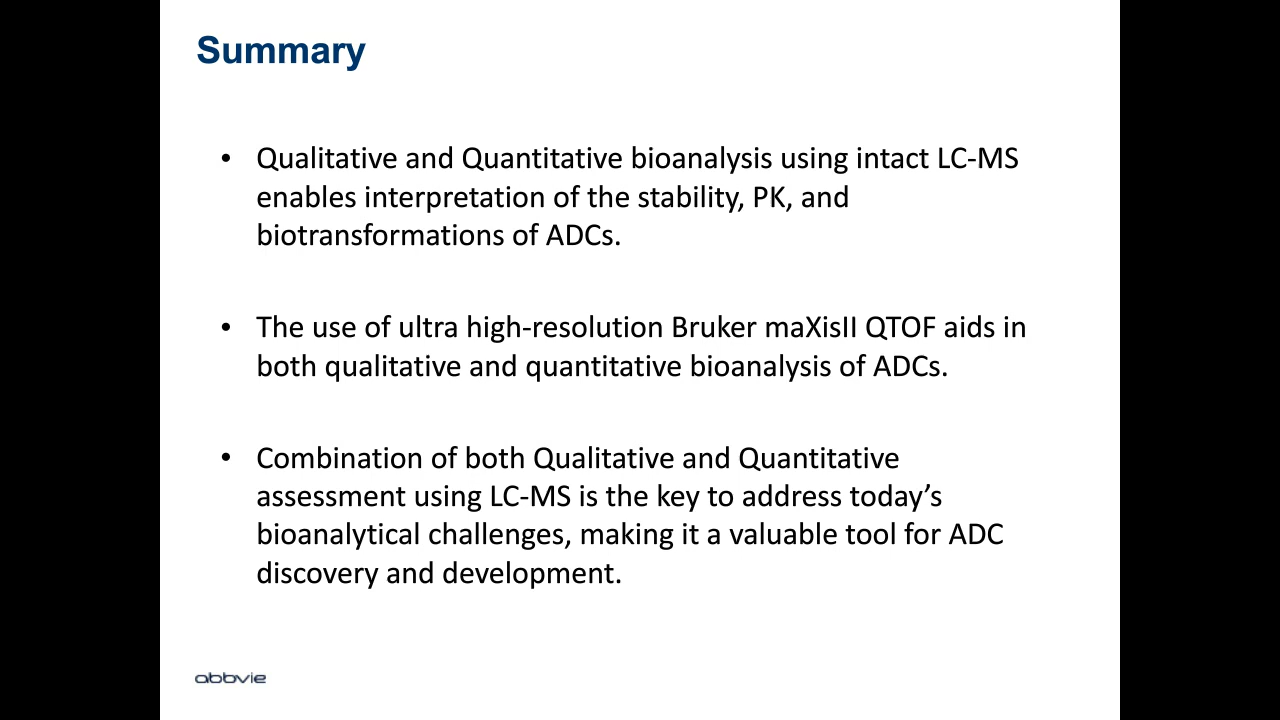 Summary
• Qualitative and Quantitative bioanalysis using intact LC-MS
enables interpretation of the stability, PK, and
biotransformations of ADCs.
• The use of ultra high-resolution Bruker maXisII QTOF aids in
both qualitative and quantitative bioanalysis of ADCs.
• Combination of both Qualitative and Quantitative
assessment using LC-MS is the key to address today’s
bioanalytical challenges, making it a valuable tool for ADC
discovery and development.
abbvie